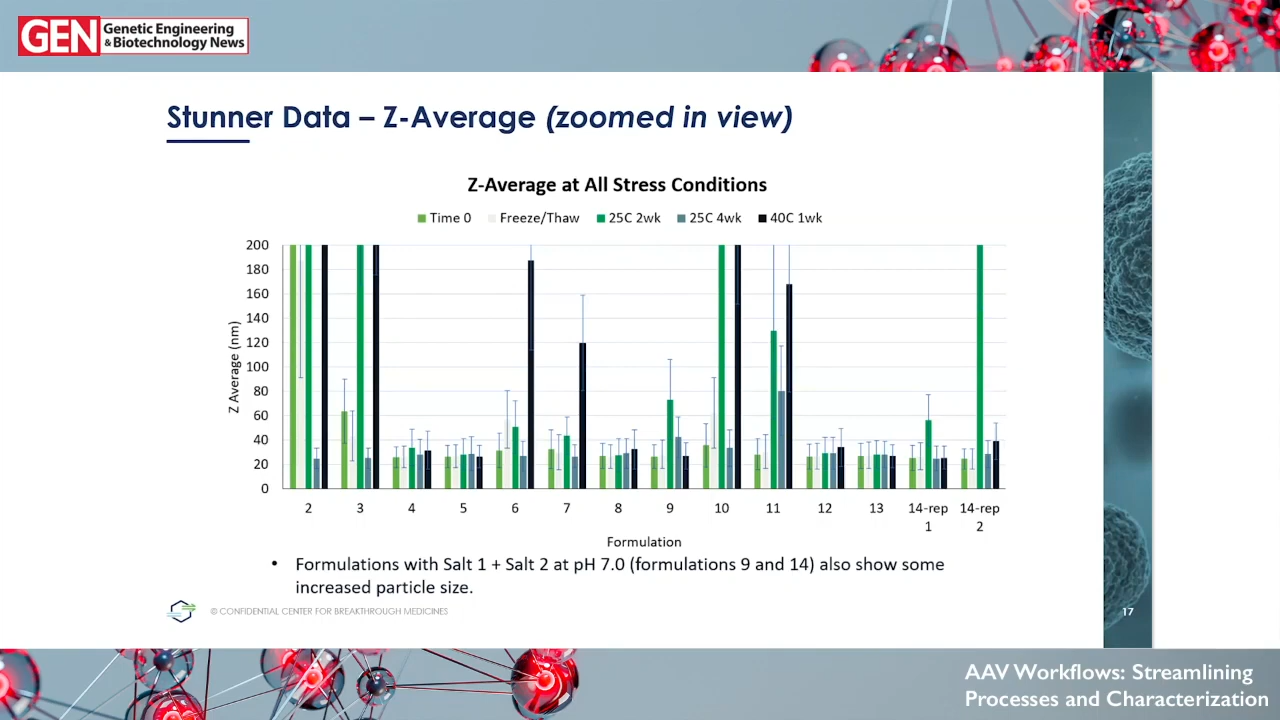 GEN Genetic Engineering
& Biotechnology News
Stunner Data – Z-Average (zoomed in view)
Z-Average at All Stress Conditions
Time 0 Freeze/Thaw 25C 2wk 25C 4wk 40C 1wk
Z Average (nm)
200
180
160
140
120
100
80
60
40
20
0
2 3 4 5 6 7 8 9 10 11 12 13 14-rep 14-rep
1 2
Formulation
• Formulations with Salt 1 + Salt 2 at pH 7.0 (formulations 9 and 14) also show some
increased particle size.
© CONFIDENTIAL CENTER FOR BREAKTHROUGH MEDICINES
17
AAV Workflows: Streamlining
Processes and Characterization